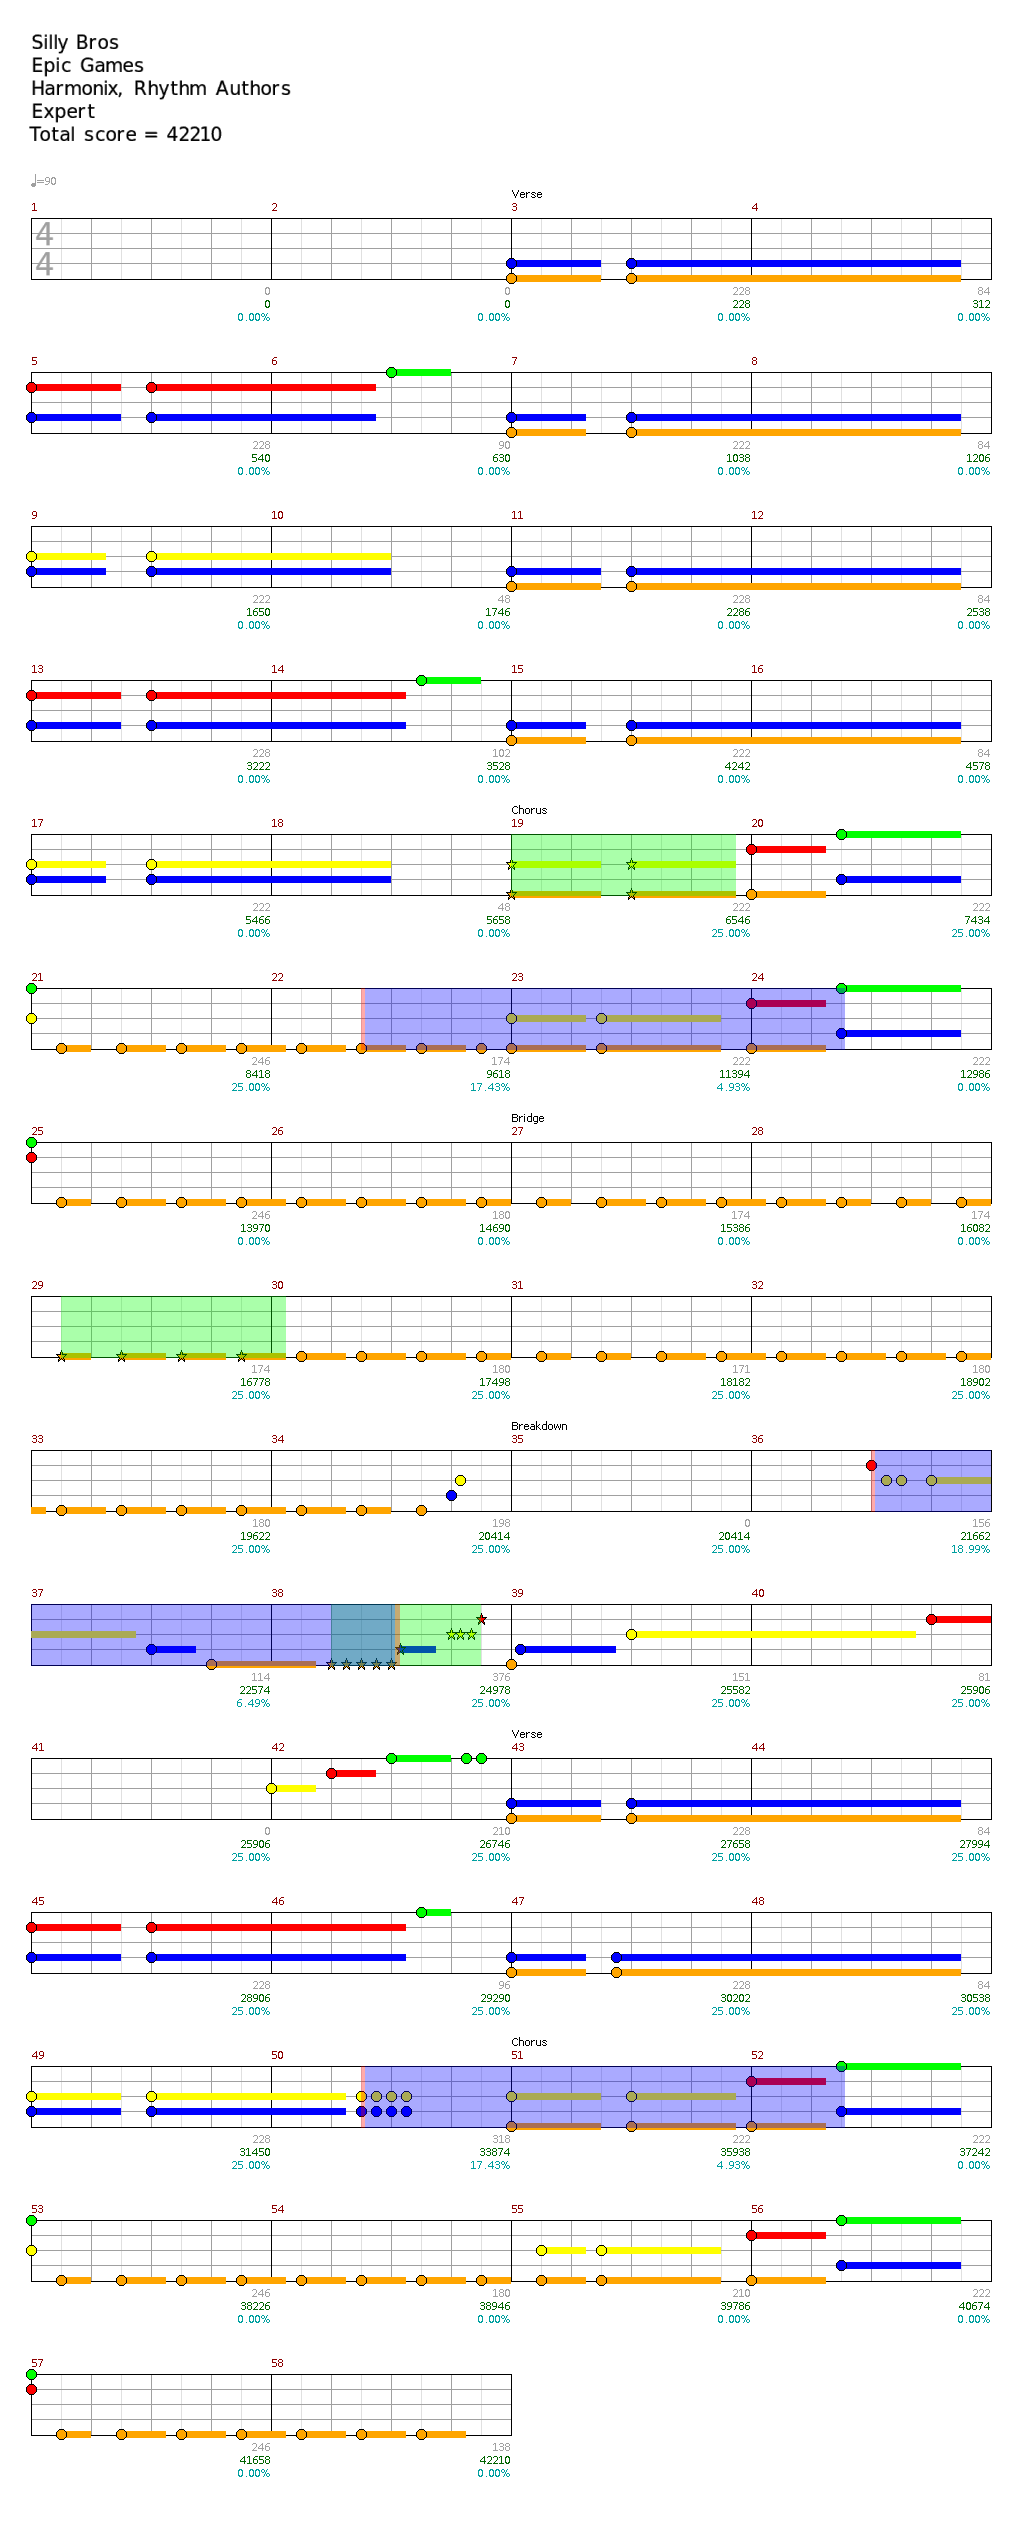 Silly Bros
Epic Games
Harmonix, Rhythm Authors
Expert
Total score = 42210
♩=90
Verse
1 2 3 4
4
4
0 0 228 84
0 0 228 312
0.00% 0.00% 0.00% 0.00%
5 6 7 8
228 90 222 84
540 630 1038 1206
0.00% 0.00% 0.00% 0.00%
9 10 11 12
222 48 228 84
1650 1746 2286 2538
0.00% 0.00% 0.00% 0.00%
13 14 15 16
228 102 222 84
3222 3528 4242 4578
0.00% 0.00% 0.00% 0.00%
Chorus
17 18 19 20
222 48 222 222
5466 5658 6546 7434
0.00% 0.00% 25.00% 25.00%
21 22 23 24
246 174 222 222
8418 9618 11394 12986
25.00% 17.43% 4.93% 0.00%
Bridge
25 26 27 28
246 180 174 174
13970 14690 15386 16082
0.00% 0.00% 0.00% 0.00%
29 30 31 32
174 180 171 180
16778 17498 18182 18902
25.00% 25.00% 25.00% 25.00%
Breakdown
33 34 35 36
180 198 0 156
19622 20414 20414 21662
25.00% 25.00% 25.00% 18.99%
37 38 39 40
114 376 151 81
22574 24978 25582 25906
6.49% 25.00% 25.00% 25.00%
Verse
41 42 43 44
0 210 228 84
25906 26746 27658 27994
25.00% 25.00% 25.00% 25.00%
45 46 47 48
228 96 228 84
28906 29290 30202 30538
25.00% 25.00% 25.00% 25.00%
Chorus
49 50 51 52
228 318 222 222
31450 33874 35938 37242
25.00% 17.43% 4.93% 0.00%
53 54 55 56
246 180 210 222
38226 38946 39786 40674
0.00% 0.00% 0.00% 0.00%
57 58
246 138
41658 42210
0.00% 0.00%